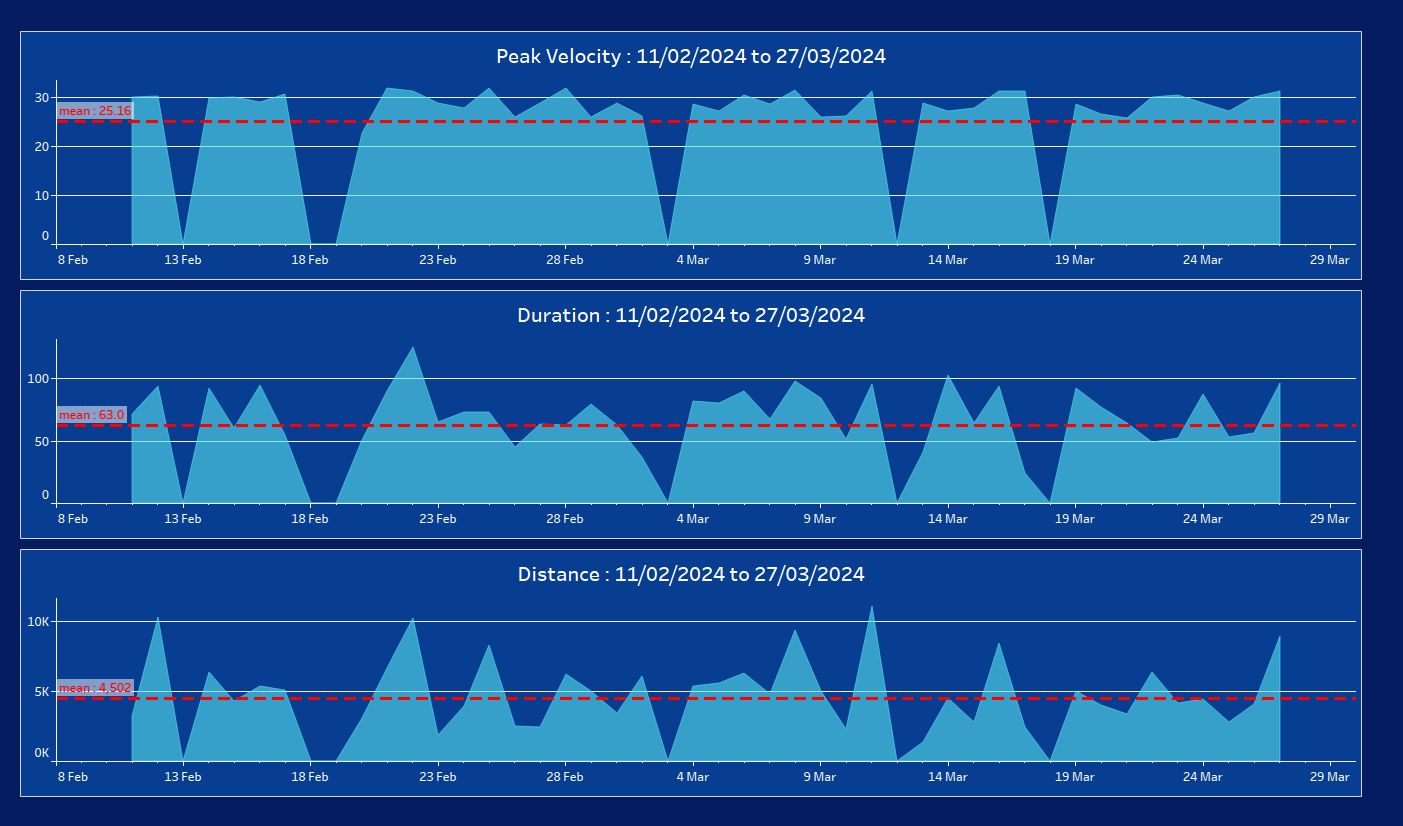 Peak Velocity : 11/02/2024 to 27/03/2024
30
mean : 25.16
20
10
0
8 Feb 13 Feb 18 Feb 23 Feb 28 Feb 4 Mar 9 Mar 14 Mar 19 Mar 24 Mar 29 Mar
Duration : 11/02/2024 to 27/03/2024
100
mean : 63.0
50
0
8 Feb 13 Feb 18 Feb 23 Feb 28 Feb 4 Mar 9 Mar 14 Mar 19 Mar 24 Mar 29 Mar
Distance : 11/02/2024 to 27/03/2024
10K
mean : 4,502
5K
0K
8 Feb 13 Feb 18 Feb 23 Feb 28 Feb 4 Mar 9 Mar 14 Mar 19 Mar 24 Mar 29 Mar